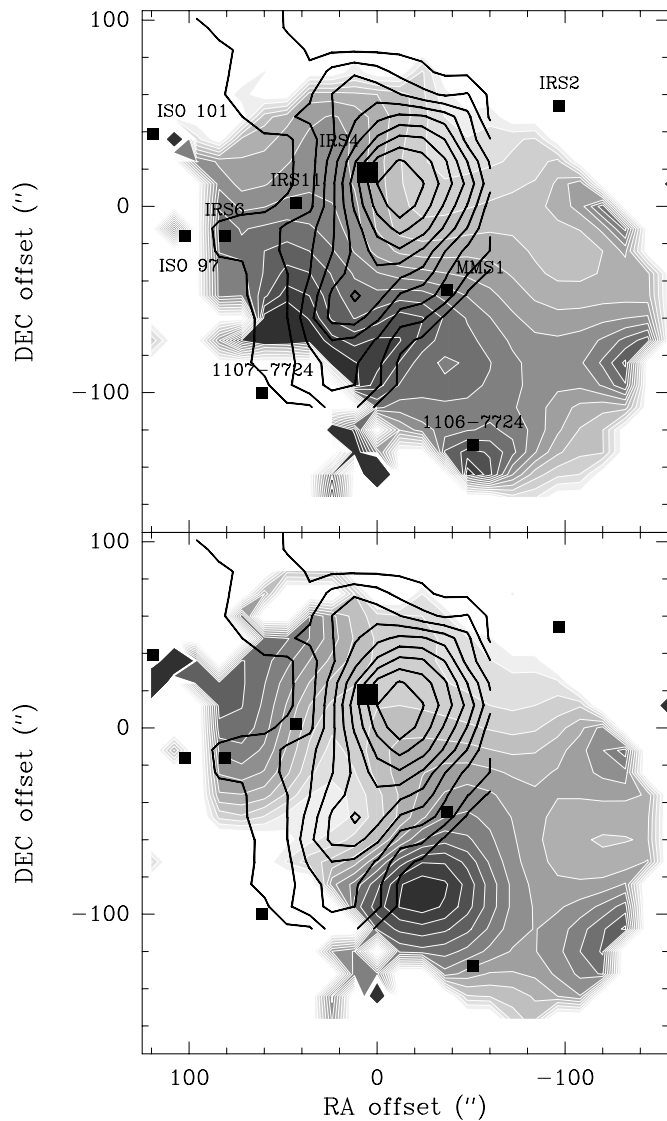 100
IRS2
ISO 101
IRS4
IRS11
0
IRS6
ISO 97
MMS1
DEC offset (″)
1107-7724
-100
1106-7724
100
0
DEC offset (″)
-100
100
0
-100
RA offset (″)